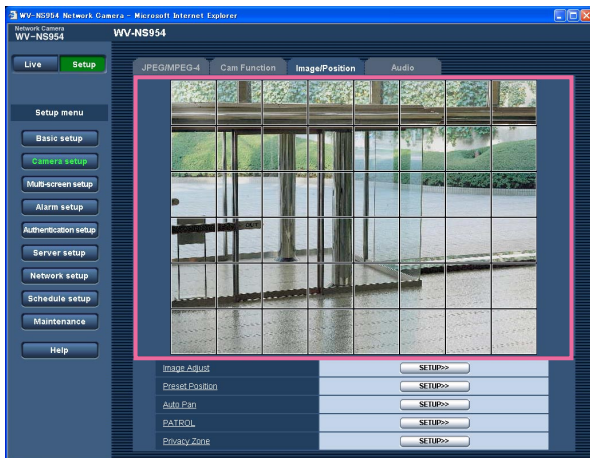 WV-NS954 Network Camera - Microsoft Internet Explorer
Network Camera
WV-NS954
WV-NS954
Live
Setup
JPEG/MPEG-4
Cam Function
Image/Position
Audio
Setup menu
Basic setup
Camera setup
Multi-screen setup
Alarm setup
Authentication setup
Server setup
Network setup
Schedule setup
Maintenance
Help
OUT
Image Adjust
SETUP>>
Preset Position
SETUP>>
Auto Pan
SETUP>>
PATROL
SETUP>>
Privacy Zone
SETUP>>